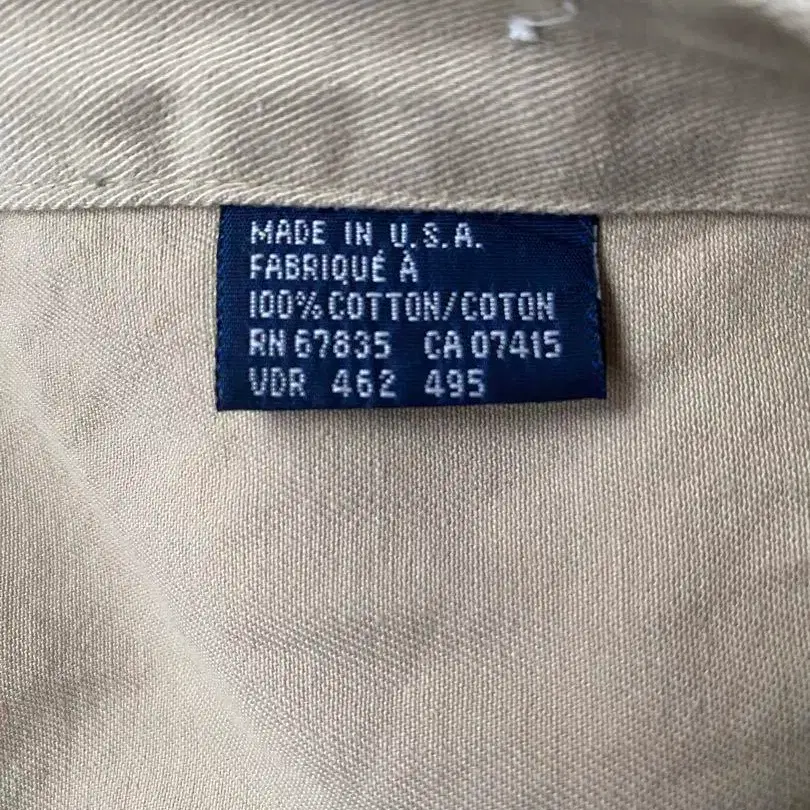 MADE IN U.S.A.
FABRIQUÉ À
100% COTTON/COTON
RN 67835 CA 07415
VDR 462 495